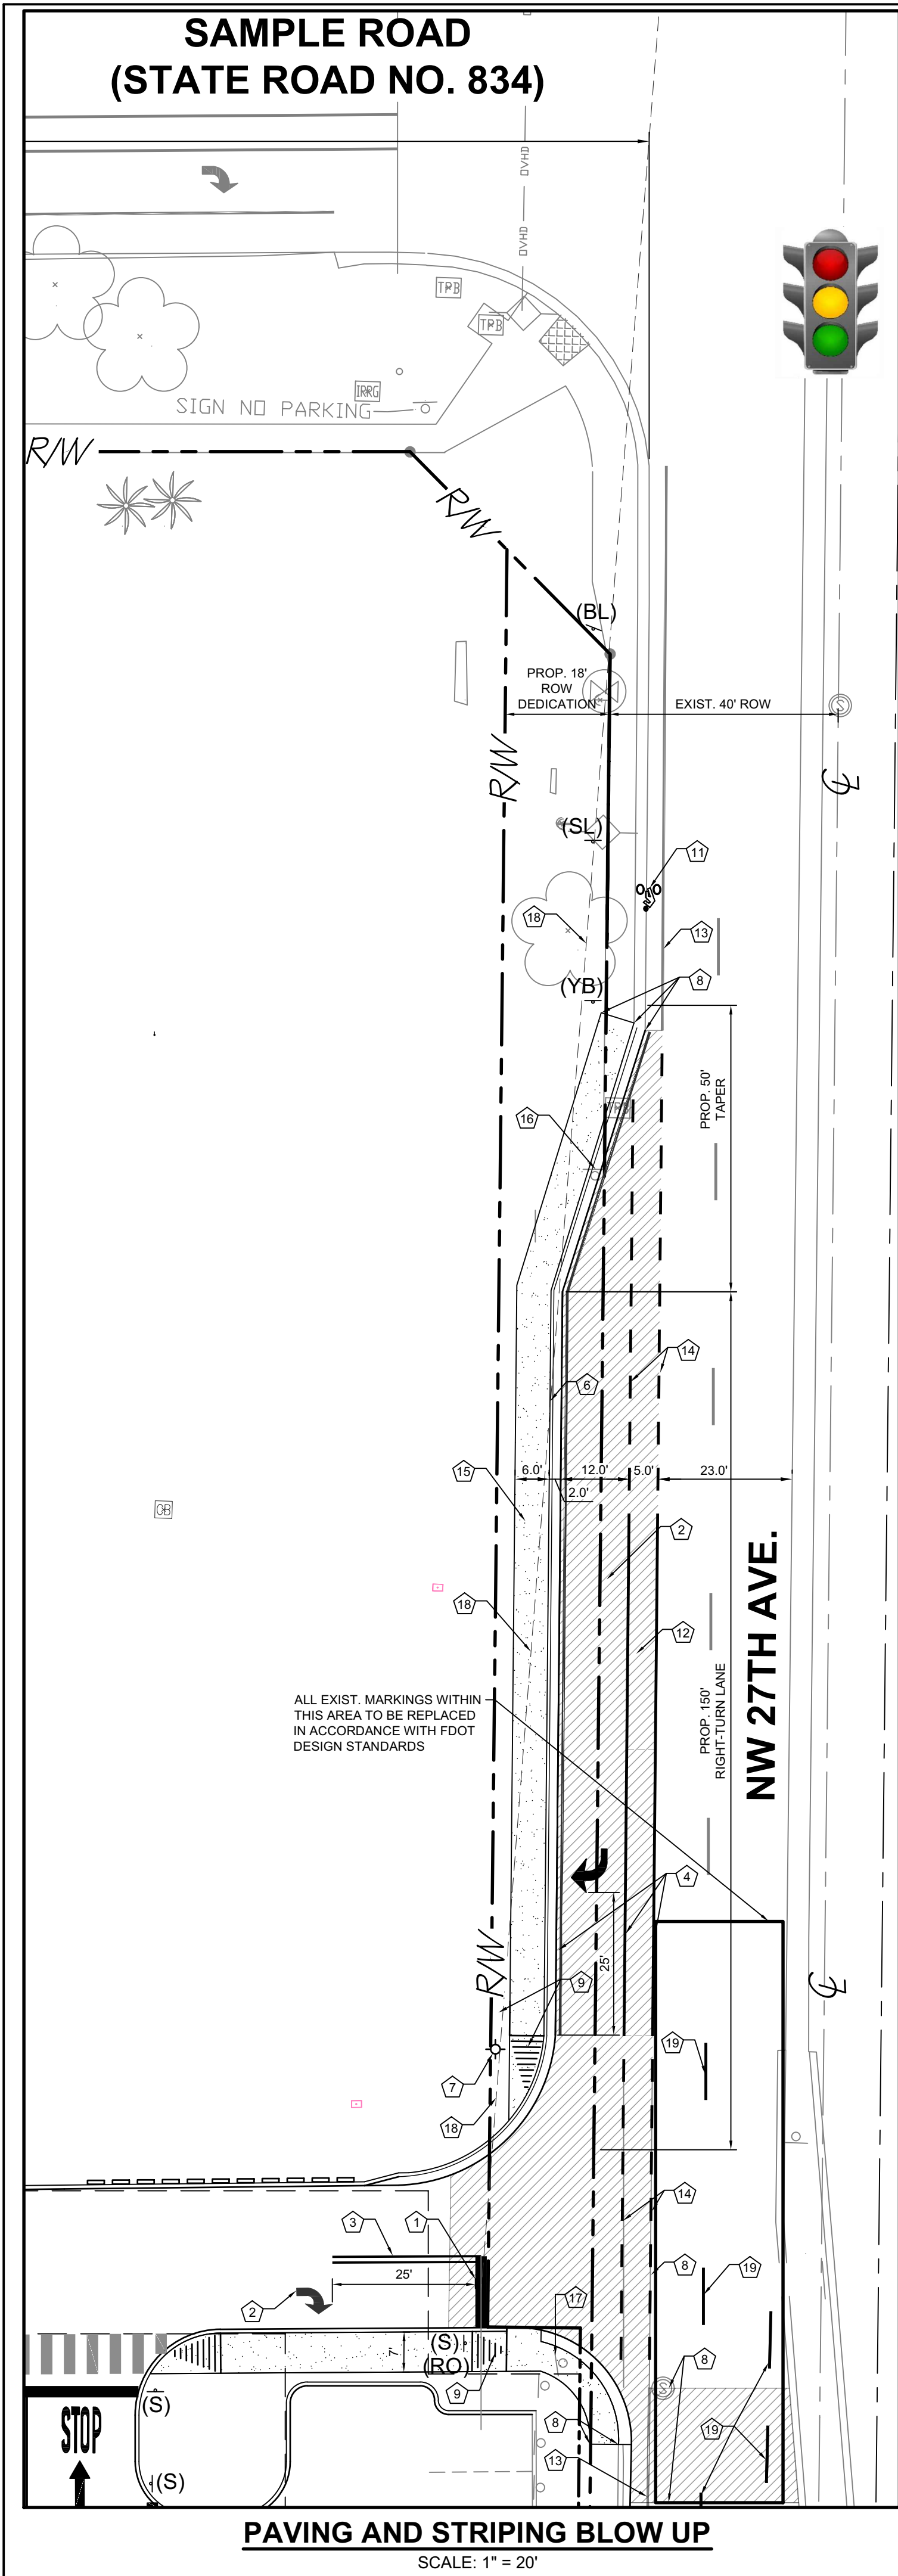 SAMPLE ROAD
(STATE ROAD NO. 834)
OVHD
OVHD
TPB
TPB
IRRG
SIGN NO PARKING
R/W
R/W
(BL)
PROP. 18'
ROW
DEDICATION
EXIST. 40' ROW
S
R/W
(SL)
11
18
13
8
(YB)
PROP. 50'
TAPER
16
14
6
15
6.0'
12.0'
5.0'
23.0'
2.0'
2
CB
18
12
NW 27TH AVE.
PROP. 150'
RIGHT-TURN LANE
ALL EXIST. MARKINGS WITHIN
THIS AREA TO BE REPLACED
IN ACCORDANCE WITH FDOT
DESIGN STANDARDS
4
25'
R/W
9
19
7
18
14
3
1
8
19
25'
2
17
7'
(S)
(RO)
9
8
S
(S)
STOP
8
19
13
(S)
PAVING AND STRIPING BLOW UP
SCALE: 1" = 20'